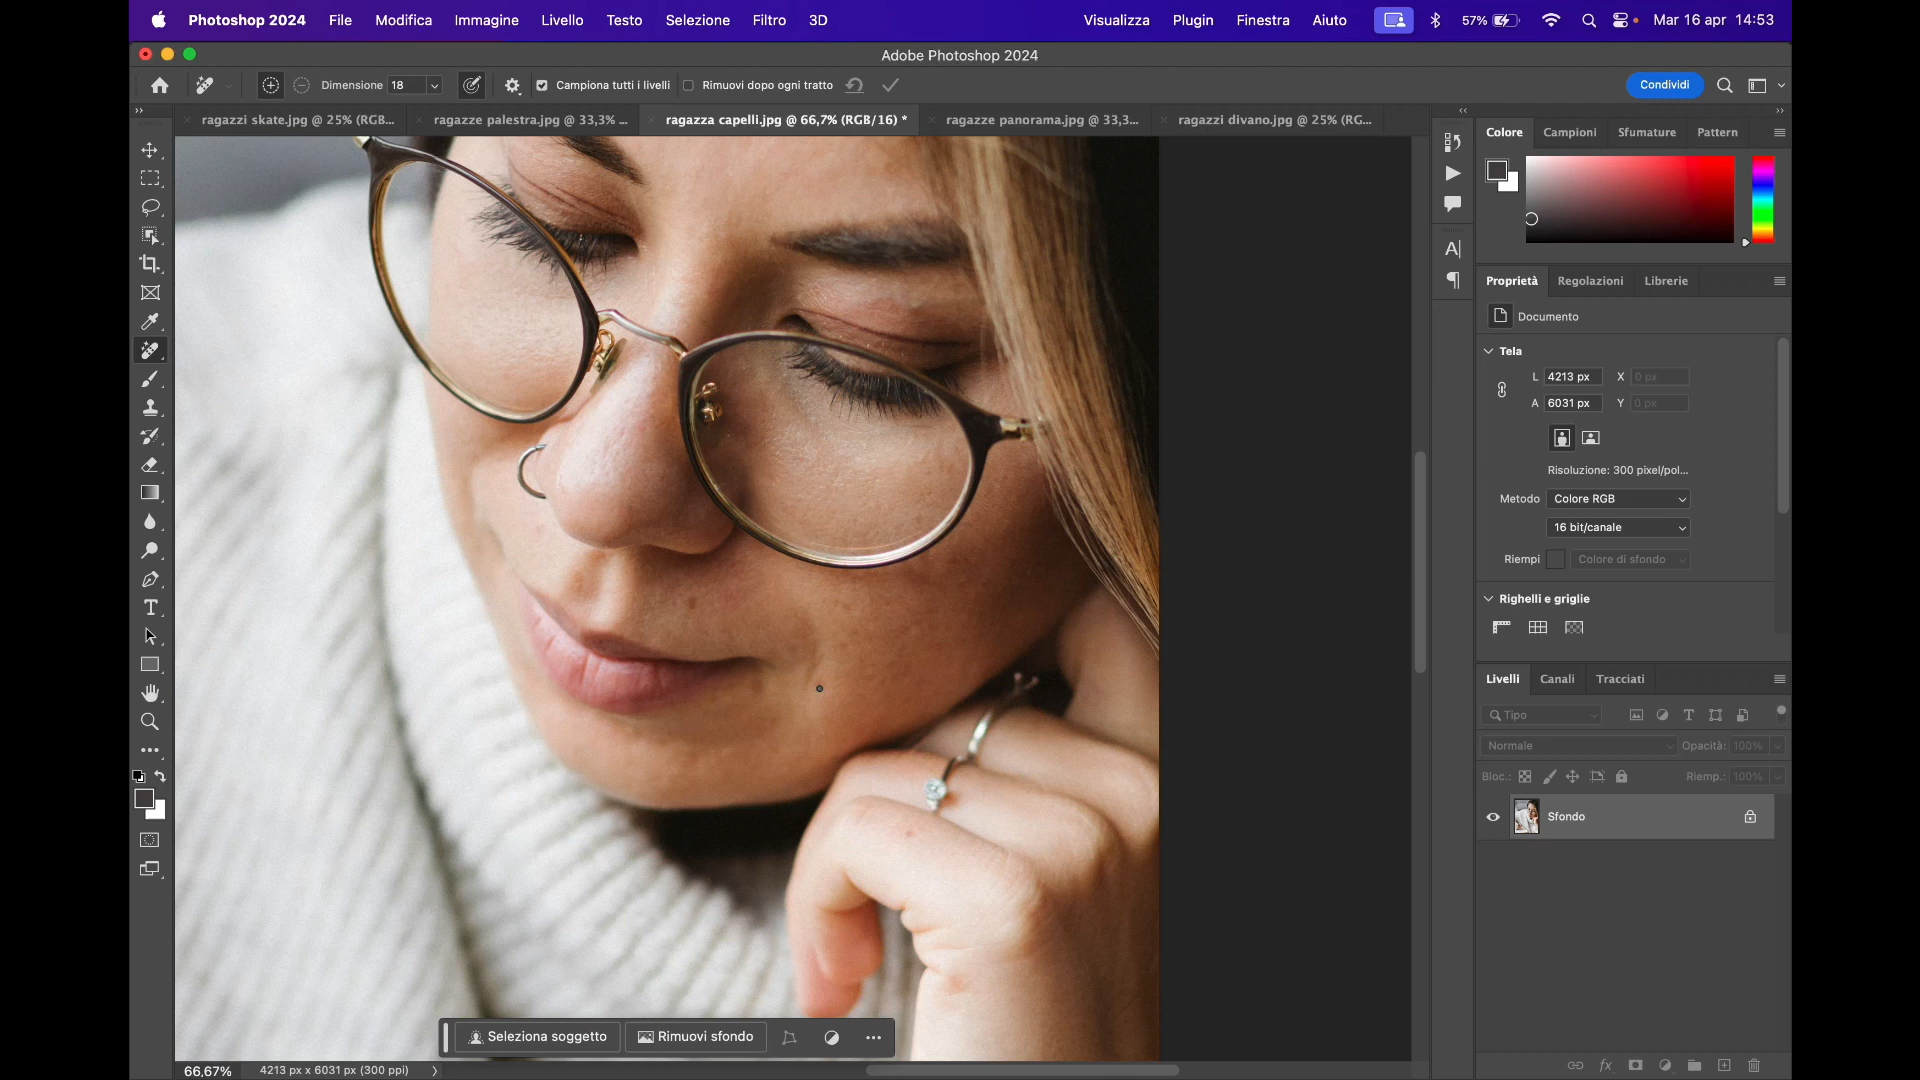 Photoshop 2024 File Modifica Immagine Livello Testo Selezione Filtro 3D Visualizza Plugin Finestra Aiuto 57% Mar 16 apr 14:53
Adobe Photoshop 2024
Dimensione 18 Campiona tutti i livelli Rimuovi dopo ogni tratto Condividi
ragazzi skate.jpg @ 25% (RGB... ragazze palestra.jpg @ 33,3% ... ragazza capelli.jpg @ 66,7% (RGB/16) * ragazze panorama.jpg @ 33,3... ragazzi divano.jpg @ 25% (RG...
Colore Campioni Sfumature Pattern
Proprietà Regolazioni Librerie
Documento
Tela
L 4213 px X 0 px
A 6031 px Y 0 px
Risoluzione: 300 pixel/pol...
Metodo Colore RGB
16 bit/canale
Riempi Colore di sfondo
Righelli e griglie
Livelli Canali Tracciati
Tipo
Normale Opacità: 100%
Bloc.: Riemp.: 100%
Sfondo
Seleziona soggetto Rimuovi sfondo
66,67% 4213 px x 6031 px (300 ppi)